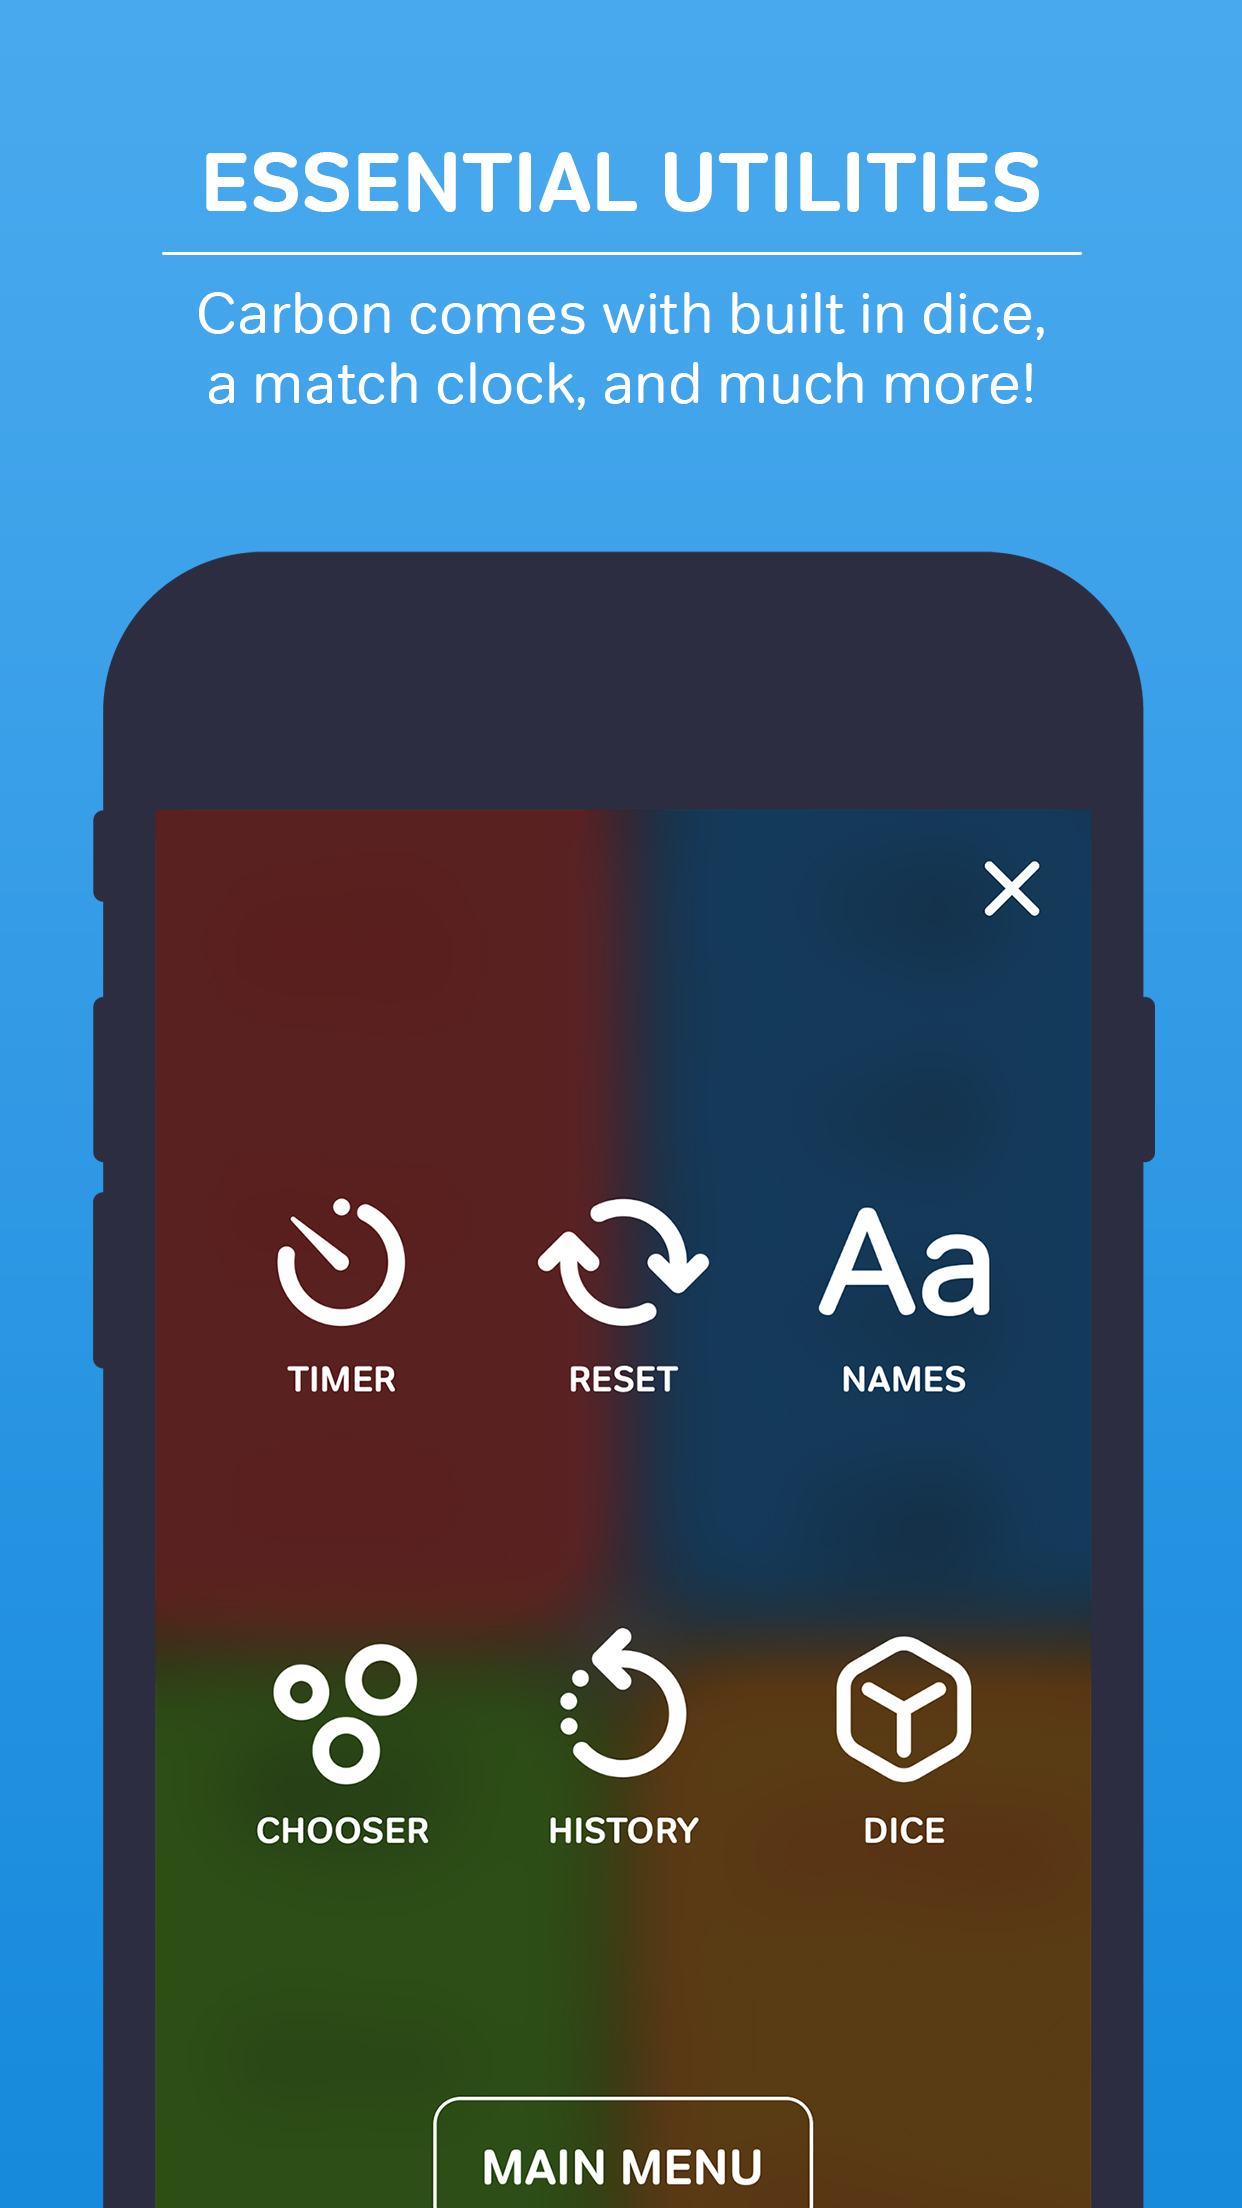 ESSENTIAL UTILITIES
Carbon comes with built in dice,
a match clock, and much more!
TIMER
RESET
Aa
NAMES
CHOOSER
HISTORY
DICE
MAIN MENU